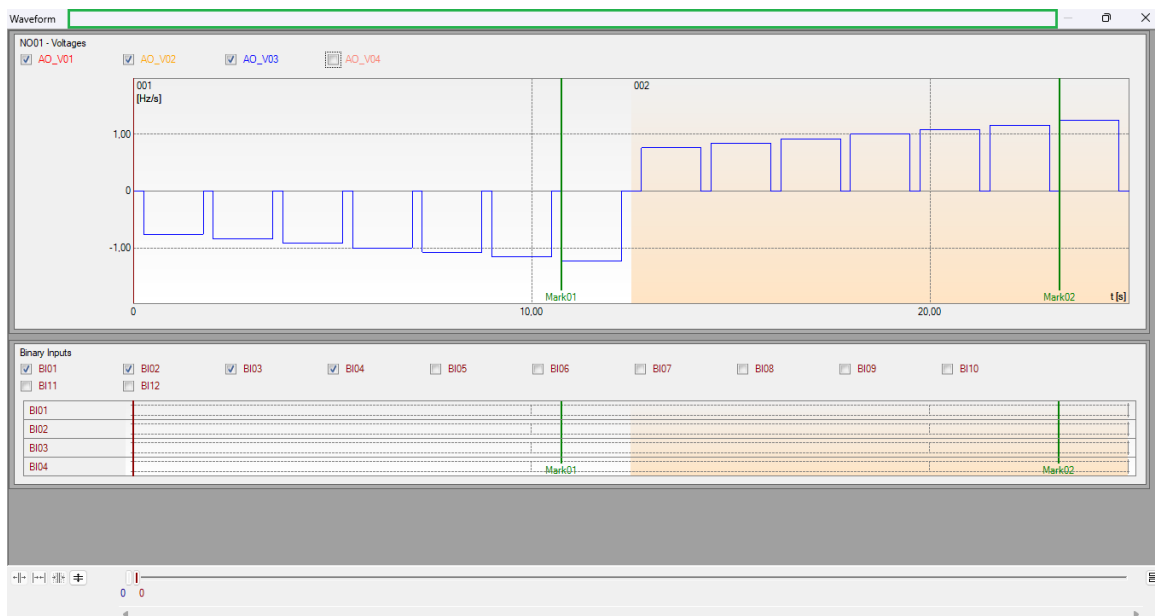 Waveform
NO01 - Voltages
AO_V01 AO_V02 AO_V03 AO_V04
001 002
[Hz/s]
1,00
0
-1,00
Mark01 Mark02 t [s]
0 10,00 20,00
Binary Inputs
BI01 BI02 BI03 BI04 BI05 BI06 BI07 BI08 BI09 BI10
BI11 BI12
BI01
BI02
BI03
BI04
Mark01 Mark02
0 0